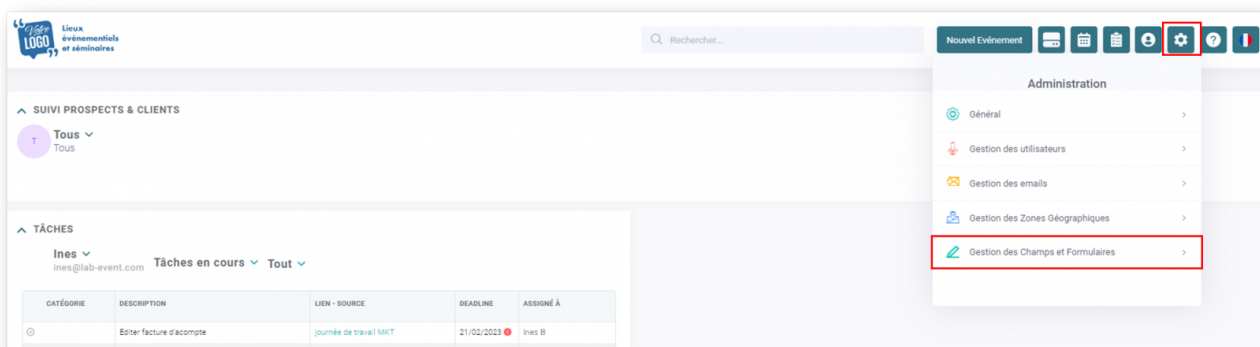 Votre
LOGO
Lieux
évènementiels
et séminaires
Rechercher...
Nouvel Evénement
Administration
Général
Gestion des utilisateurs
Gestion des emails
Gestion des Zones Géographiques
Gestion des Champs et Formulaires
SUIVI PROSPECTS & CLIENTS
T
Tous
Tous
TÂCHES
Ines
ines@lab-event.com
Tâches en cours
Tout
CATÉGORIE DESCRIPTION LIEN - SOURCE DEADLINE ASSIGNÉ À
Editer facture d'acompte journée de travail MKT 21/02/2023 Ines B